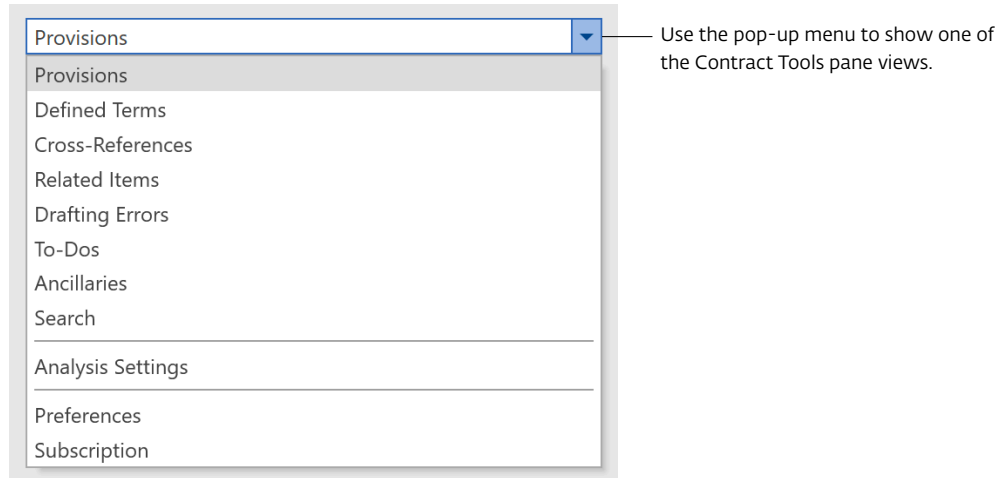 Provisions
Use the pop-up menu to show one of
the Contract Tools pane views.
Provisions
Defined Terms
Cross-References
Related Items
Drafting Errors
To-Dos
Ancillaries
Search
Analysis Settings
Preferences
Subscription